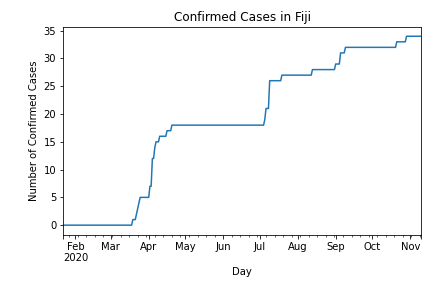 Confirmed Cases in Fiji
35
30
25
20
15
10
5
0
Number of Confirmed Cases
Feb Mar Apr May Jun Jul Aug Sep Oct Nov
2020
Day